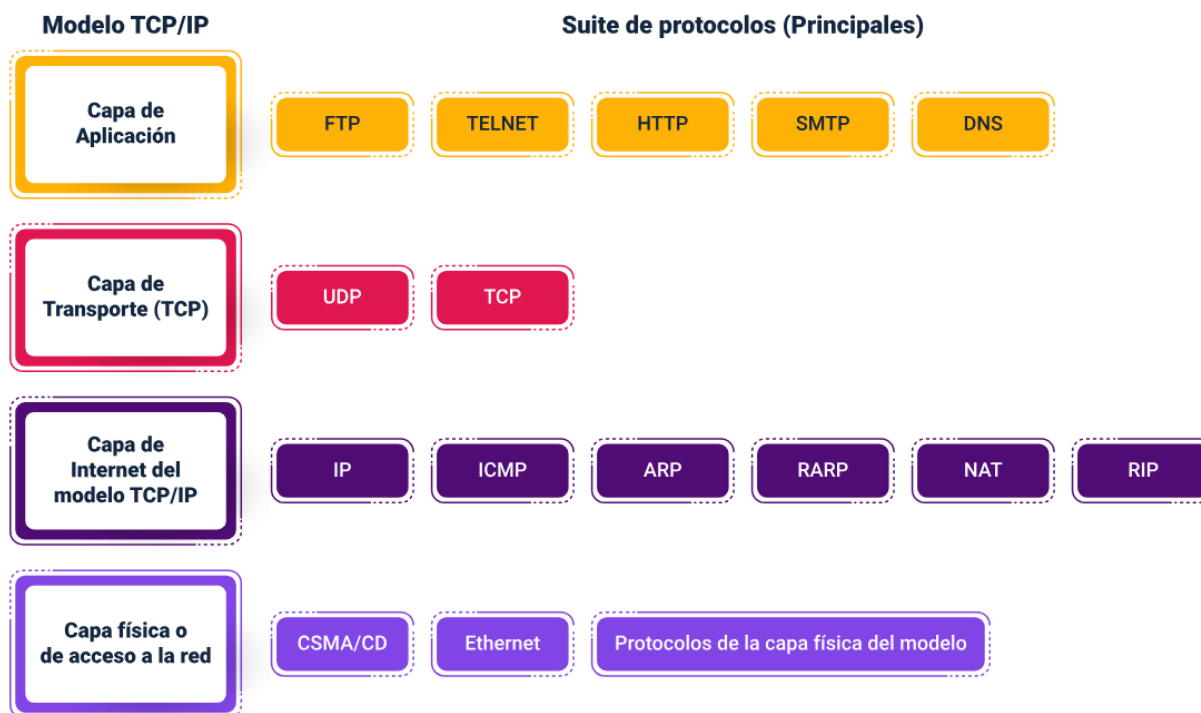 Modelo TCP/IP
Suite de protocolos (Principales)
Capa de
Aplicación
FTP
TELNET
HTTP
SMTP
DNS
Capa de
Transporte (TCP)
UDP
TCP
Capa de
Internet del
modelo TCP/IP
IP
ICMP
ARP
RARP
NAT
RIP
Capa física o
de acceso a la red
CSMA/CD
Ethernet
Protocolos de la capa física del modelo